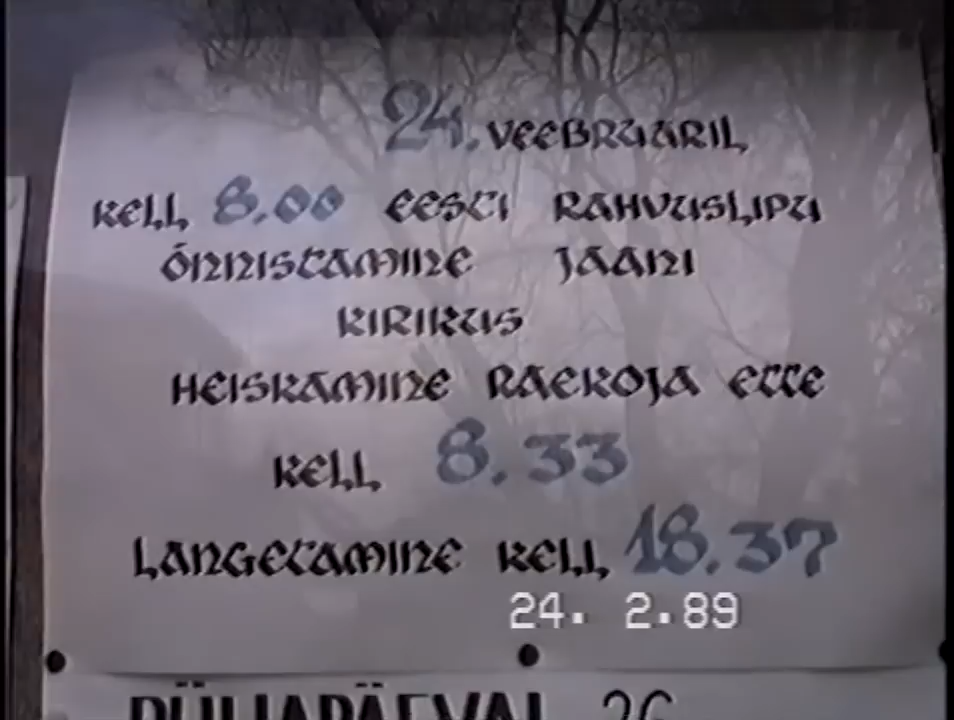 24. VEEBRUARIL
KELL 8.00 EESTI RAHVUSLIPU
ÕNNISTAMINE JAANI
KIRIKUS
HEISKAMINE RAEKOJA ETTE
KELL 8.33
LANGETAMINE KELL 18.37
24. 2.89
PÜHAPÄEVAL 26